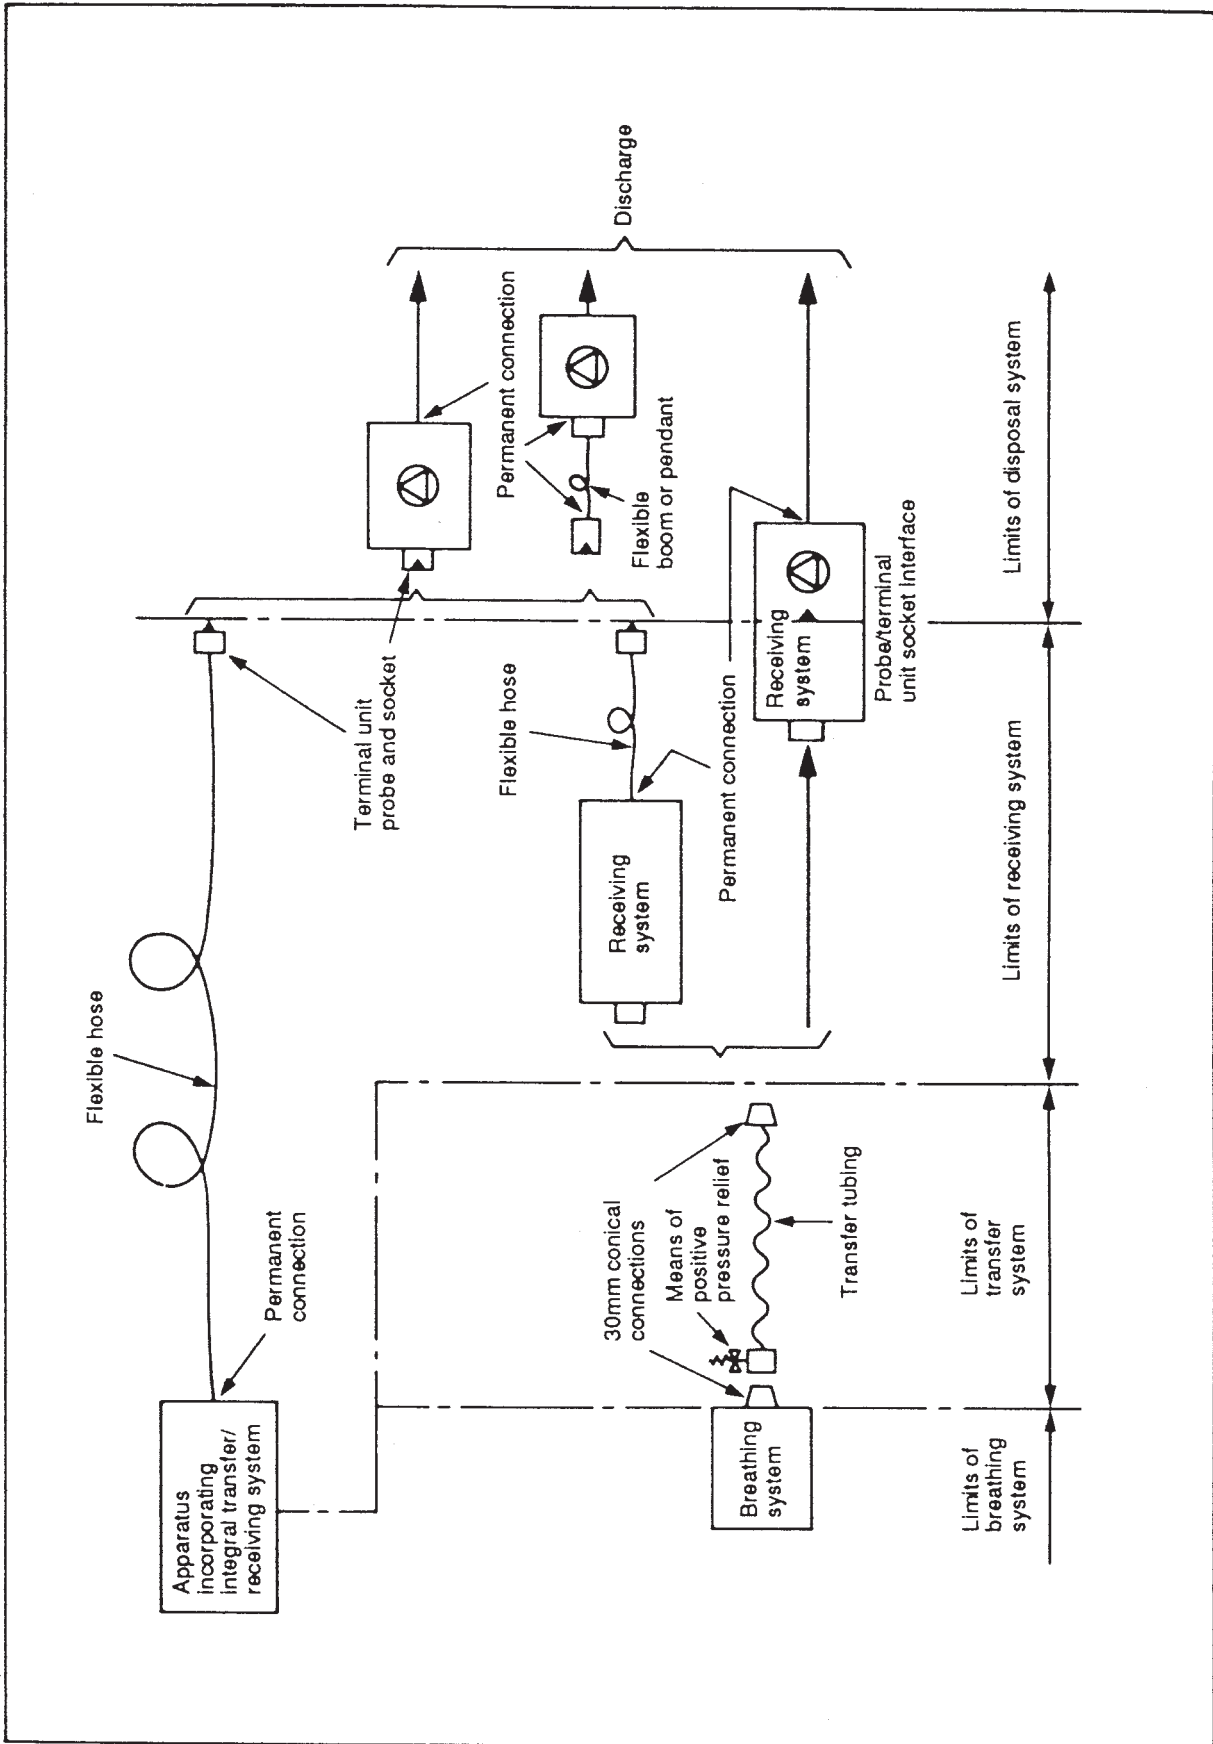 Apparatus
incorporating
integral transfer/
receiving system
Permanent
connection
Flexible hose
Terminal unit
probe and socket
Permanent connection
Flexible
boom or pendant
Discharge
Flexible hose
Receiving
system
Permanent connection
Receiving
system
Probe/terminal
unit socket interface
30mm conical
connections
Means of
positive
pressure relief
Transfer tubing
Breathing
system
Limits of
breathing
system
Limits of
transfer
system
Limits of receiving system
Limits of disposal system